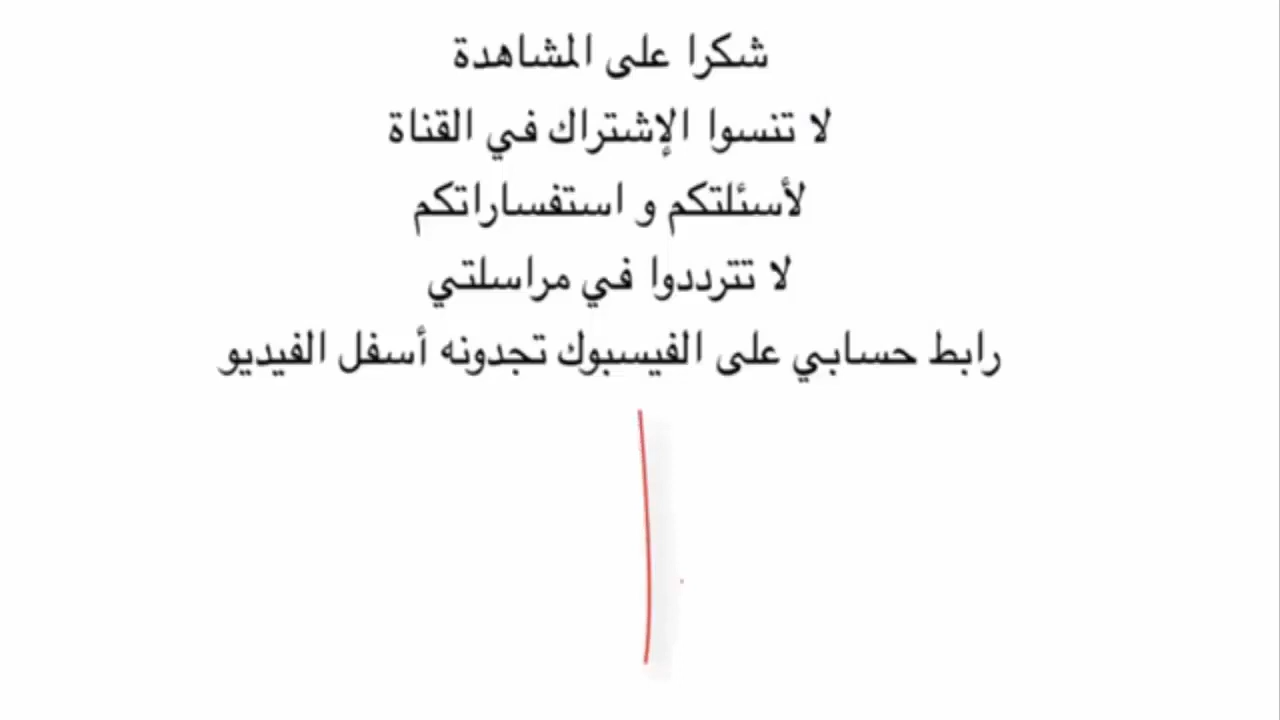 شكرا على المشاهدة
لا تنسوا الإشتراك في القناة
لأسئلتكم و استفساراتكم
لا تترددوا في مراسلتي
رابط حسابي على الفيسبوك تجدونه أسفل الفيديو